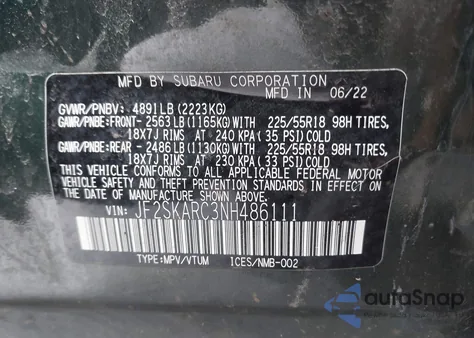 MFD BY SUBARU CORPORATION
06/22
GVWR/PNBV: 4891LB (2223KG)
GAWR/PNBE:FRONT- 2563LB (1165KG) WITH 225/55R18 98H TIRES,
18X7J RIMS AT 240 KPA ( 35 PSI) COLD
GAWR/PNBE:REAR - 2486LB (1130KG) WITH 225/55R18 98H TIRES,
18X7J RIMS AT 230 KPA ( 33 PSI) COLD
THIS VEHICLE CONFORMS TO ALL APPLICABLE FEDERAL MOTOR
VEHICLE SAFETY AND THEFT PREVENTION STANDARDS IN EFFECT
ON THE DATE OF MANUFACTURE SHOWN ABOVE.
VIN: JF2SKARC3NH486111
TYPE:MPV/VTUM ICES/NMB-002
autoSnap